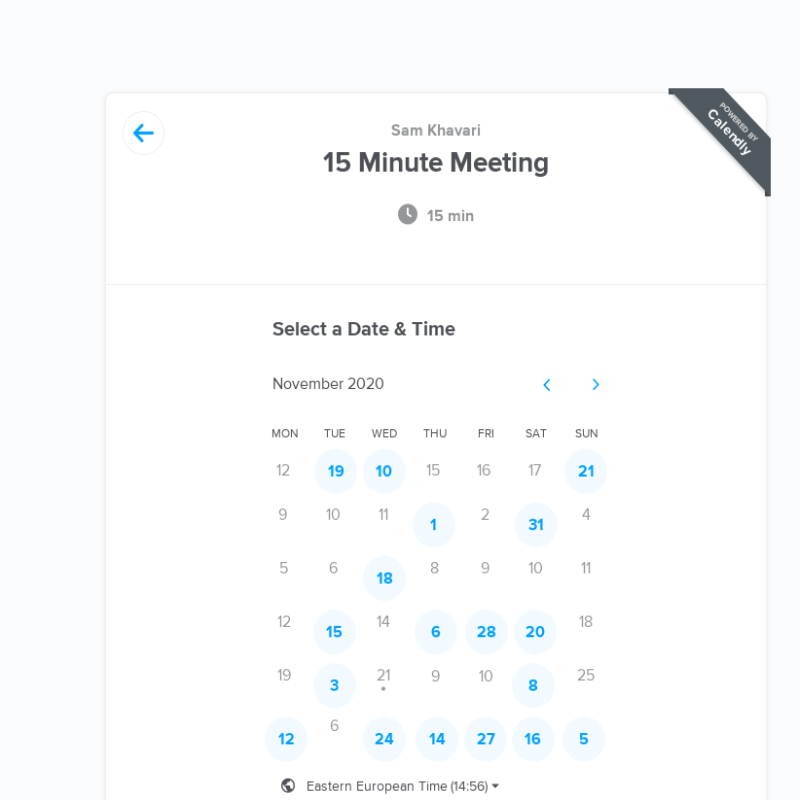 POWERED BY
Calendly
Sam Khavari
15 Minute Meeting
15 min
Select a Date & Time
November 2020
MON TUE WED THU FRI SAT SUN
12 19 10 15 16 17 21
9 10 11 1 2 31 4
5 6 18 8 9 10 11
12 15 14 6 28 20 18
19 3 21 9 10 8 25
12 6 24 14 27 16 5
Eastern European Time (14:56)